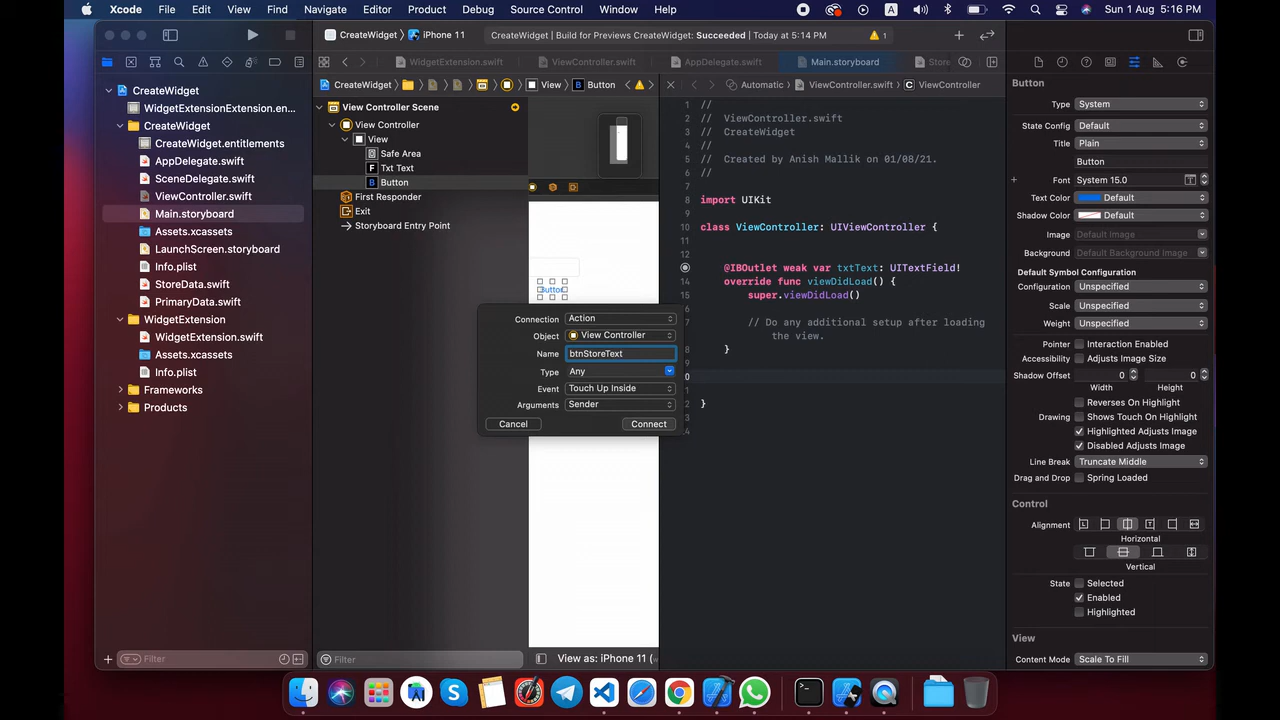 Xcode File Edit View Find Navigate Editor Product Debug Source Control Window Help
Sun 1 Aug 5:16 PM
CreateWidget iPhone 11
CreateWidget | Build for Previews CreateWidget: Succeeded | Today at 5:14 PM
1
WidgetExtension.swift ViewController.swift AppDelegate.swift Main.storyboard Store
CreateWidget
WidgetExtensionExtension.en...
CreateWidget
CreateWidget.entitlements
AppDelegate.swift
SceneDelegate.swift
ViewController.swift
Main.storyboard
Assets.xcassets
LaunchScreen.storyboard
Info.plist
StoreData.swift
PrimaryData.swift
WidgetExtension
WidgetExtension.swift
Assets.xcassets
Info.plist
Frameworks
Products
Filter
CreateWidget View B Button
View Controller Scene
View Controller
View
Safe Area
F Txt Text
B Button
First Responder
Exit
Storyboard Entry Point
Filter
Button
View as: iPhone 11 (
Connection Action
Object View Controller
Name btnStoreText
Type Any
Event Touch Up Inside
Arguments Sender
Cancel Connect
Automatic ViewController.swift C ViewController
1 //
2 // ViewController.swift
3 // CreateWidget
4 //
5 // Created by Anish Mallik on 01/08/21.
6 //
7
8 import UIKit
9
10 class ViewController: UIViewController {
11
12
@IBOutlet weak var txtText: UITextField!
14 override func viewDidLoad() {
15 super.viewDidLoad()
6
7 // Do any additional setup after loading
the view.
8 }
9
0
1
2 }
3
4
Button
Type System
State Config Default
Title Plain
Button
Font System 15.0
Text Color Default
Shadow Color Default
Image Default Image
Background Default Background Image
Default Symbol Configuration
Configuration Unspecified
Scale Unspecified
Weight Unspecified
Pointer Interaction Enabled
Accessibility Adjusts Image Size
Shadow Offset 0 0
Width Height
Reverses On Highlight
Drawing Shows Touch On Highlight
Highlighted Adjusts Image
Disabled Adjusts Image
Line Break Truncate Middle
Drag and Drop Spring Loaded
Control
Alignment
Horizontal
Vertical
State Selected
Enabled
Highlighted
View
Content Mode Scale To Fill